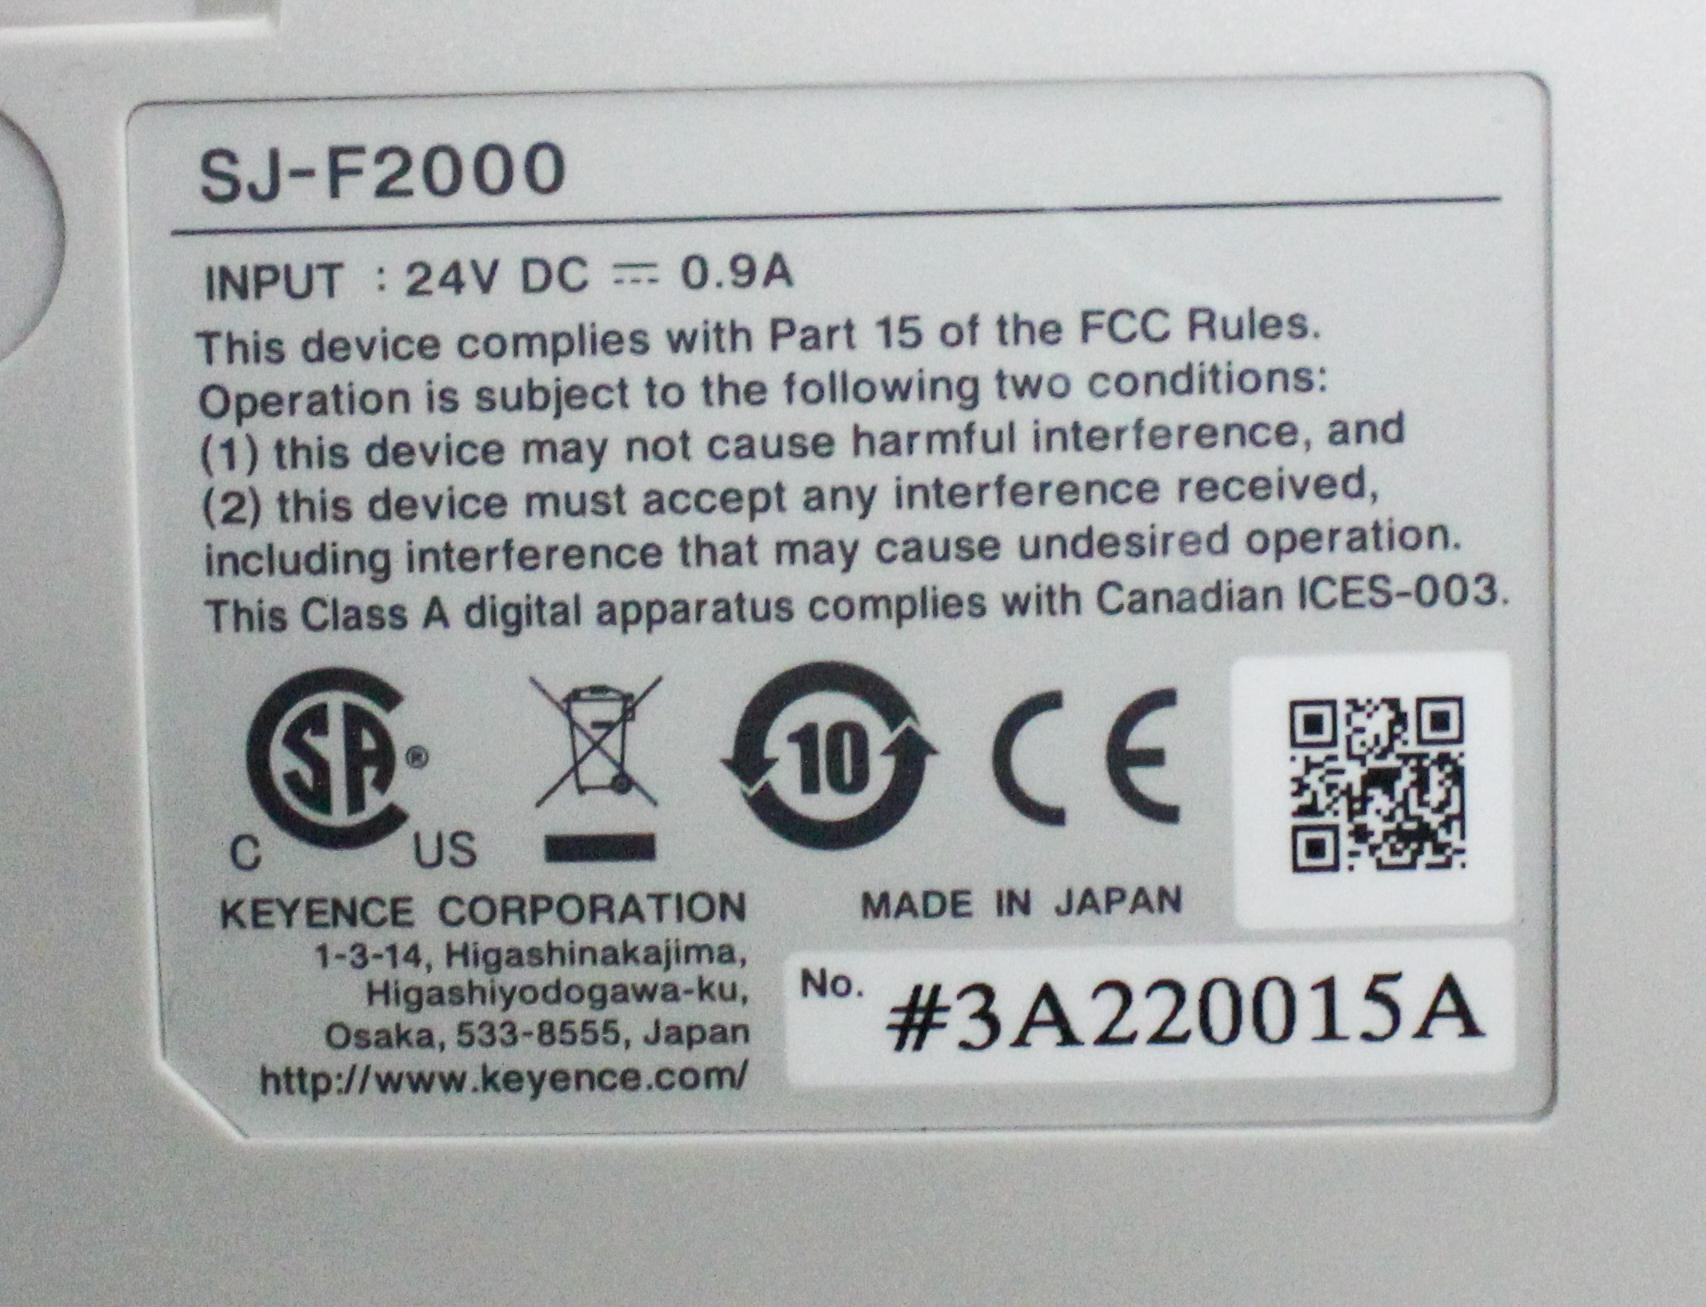 SJ-F2000
INPUT : 24V DC ⎓ 0.9A
This device complies with Part 15 of the FCC Rules.
Operation is subject to the following two conditions:
(1) this device may not cause harmful interference, and
(2) this device must accept any interference received,
including interference that may cause undesired operation.
This Class A digital apparatus complies with Canadian ICES-003.
C SA ® US
10
CE
KEYENCE CORPORATION
1-3-14, Higashinakajima,
Higashiyodogawa-ku,
Osaka, 533-8555, Japan
http://www.keyence.com/
MADE IN JAPAN
No. #3A220015A